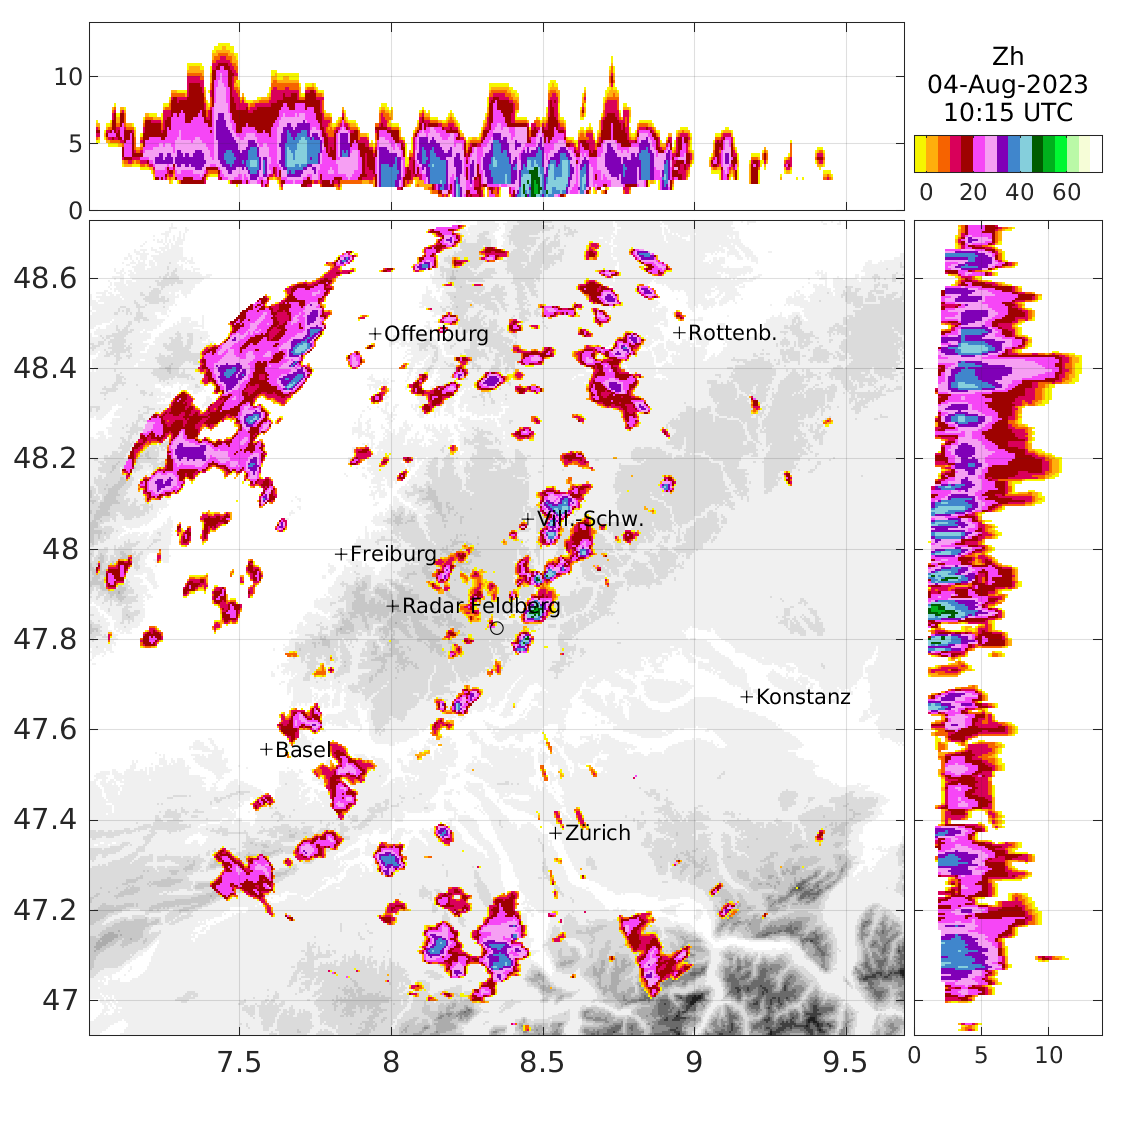 10
5
0
Zh
04-Aug-2023
10:15 UTC
0 20 40 60
48.6
48.4
48.2
48
47.8
47.6
47.4
47.2
47
+Offenburg
+Rottenb.
+Vill.-Schw.
+Freiburg
+Radar Feldberg
+Konstanz
+Basel
+Zürich
7.5 8 8.5 9 9.5
0 5 10